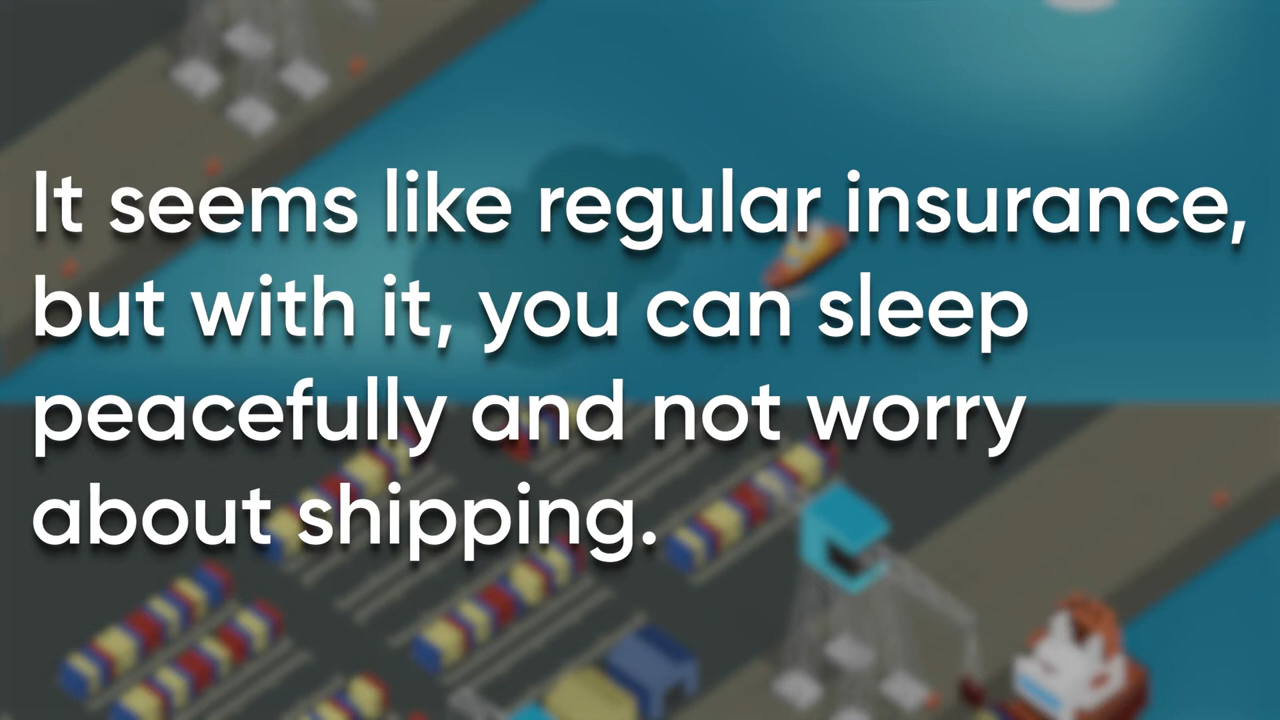 It seems like regular insurance,
but with it, you can sleep
peacefully and not worry
about shipping.